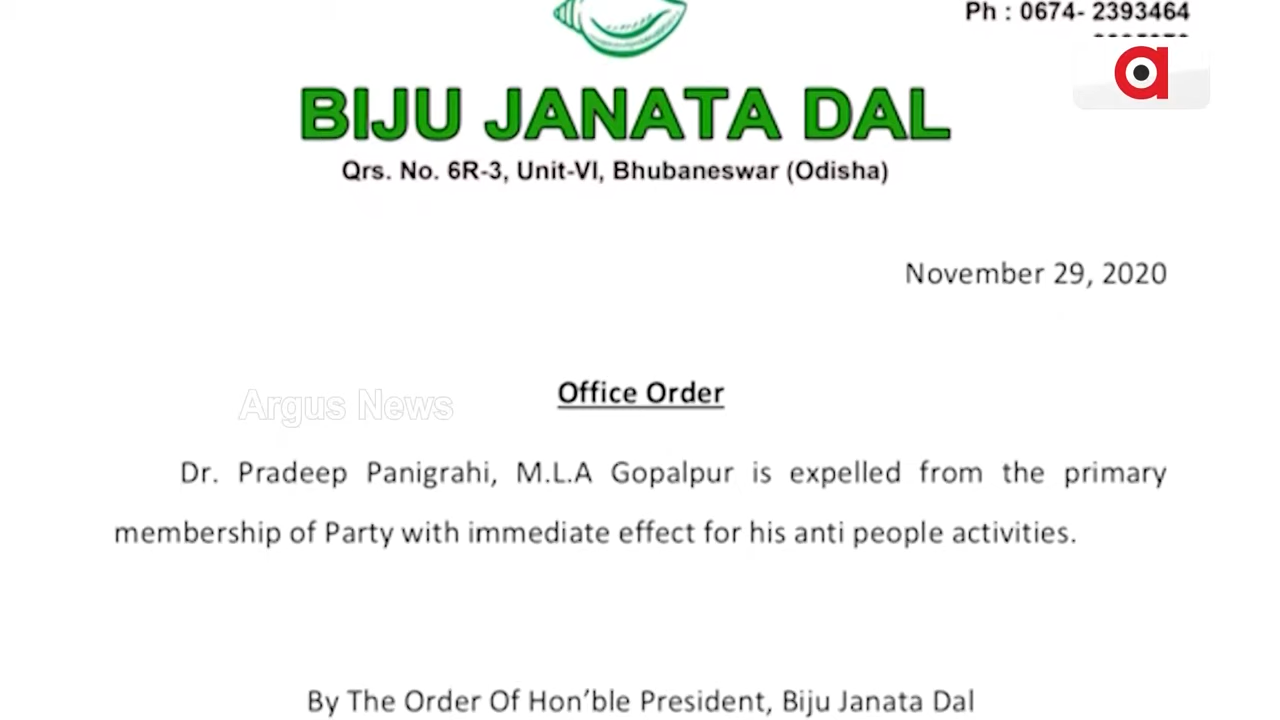 Ph : 0674- 2393464
BIJU JANATA DAL
Qrs. No. 6R-3, Unit-VI, Bhubaneswar (Odisha)
November 29, 2020
Office Order
Argus News
Dr. Pradeep Panigrahi, M.L.A Gopalpur is expelled from the primary
membership of Party with immediate effect for his anti people activities.
By The Order Of Hon'ble President, Biju Janata Dal